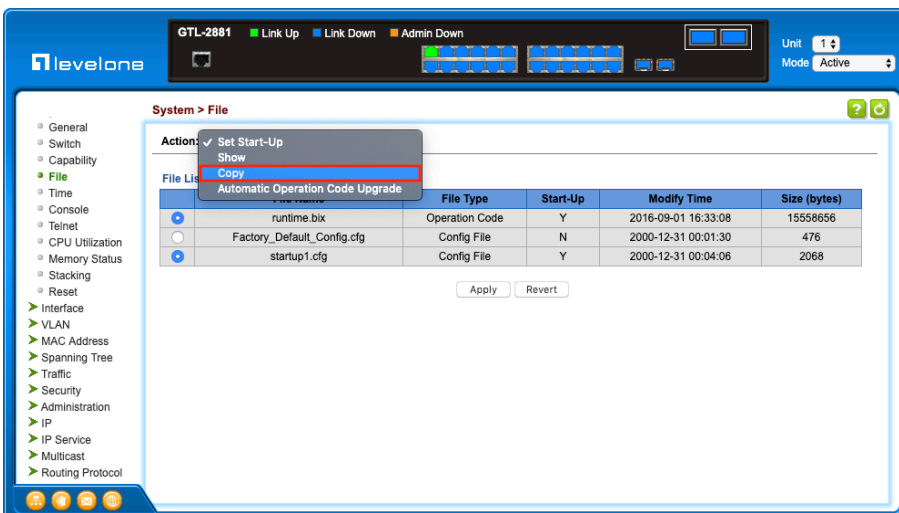 GTL-2881 Link Up Link Down Admin Down
levelone
Unit 1
Mode Active
System > File
?
General
Switch
Capability
File
Time
Console
Telnet
CPU Utilization
Memory Status
Stacking
Reset
Interface
VLAN
MAC Address
Spanning Tree
Traffic
Security
Administration
IP
IP Service
Multicast
Routing Protocol
Action: ✓ Set Start-Up
Show
Copy
Automatic Operation Code Upgrade
File Type Start-Up Modify Time Size (bytes)
runtime.bix Operation Code Y 2016-09-01 16:33:08 15558656
Factory_Default_Config.cfg Config File N 2000-12-31 00:01:30 476
startup1.cfg Config File Y 2000-12-31 00:04:06 2068
Apply Revert